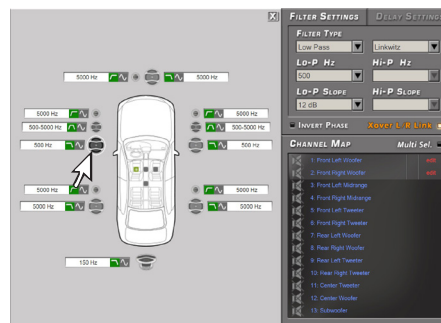 X
FILTER SETTINGS DELAY SETTINGS
FILTER TYPE
Low Pass Linkwitz
LO-P HZ HI-P HZ
500
LO-P SLOPE HI-P SLOPE
12 dB
INVERT PHASE XOVER L R LINK
CHANNEL MAP MULTI SEL.
1: Front Left Woofer edit
2: Front Right Woofer edit
3: Front Left Midrange
4: Front Right Midrange
5: Front Left Tweeter
6: Front Right Tweeter
7: Rear Left Woofer
8: Rear Right Woofer
9: Rear Left Tweeter
10: Rear Right Tweeter
11: Center Tweeter
12: Center Woofer
13: Subwoofer
5000 Hz 5000 Hz
5000 Hz 5000 Hz
500-5000 Hz 500-5000 Hz
500 Hz 500 Hz
5000 Hz 5000 Hz
5000 Hz 5000 Hz
150 Hz